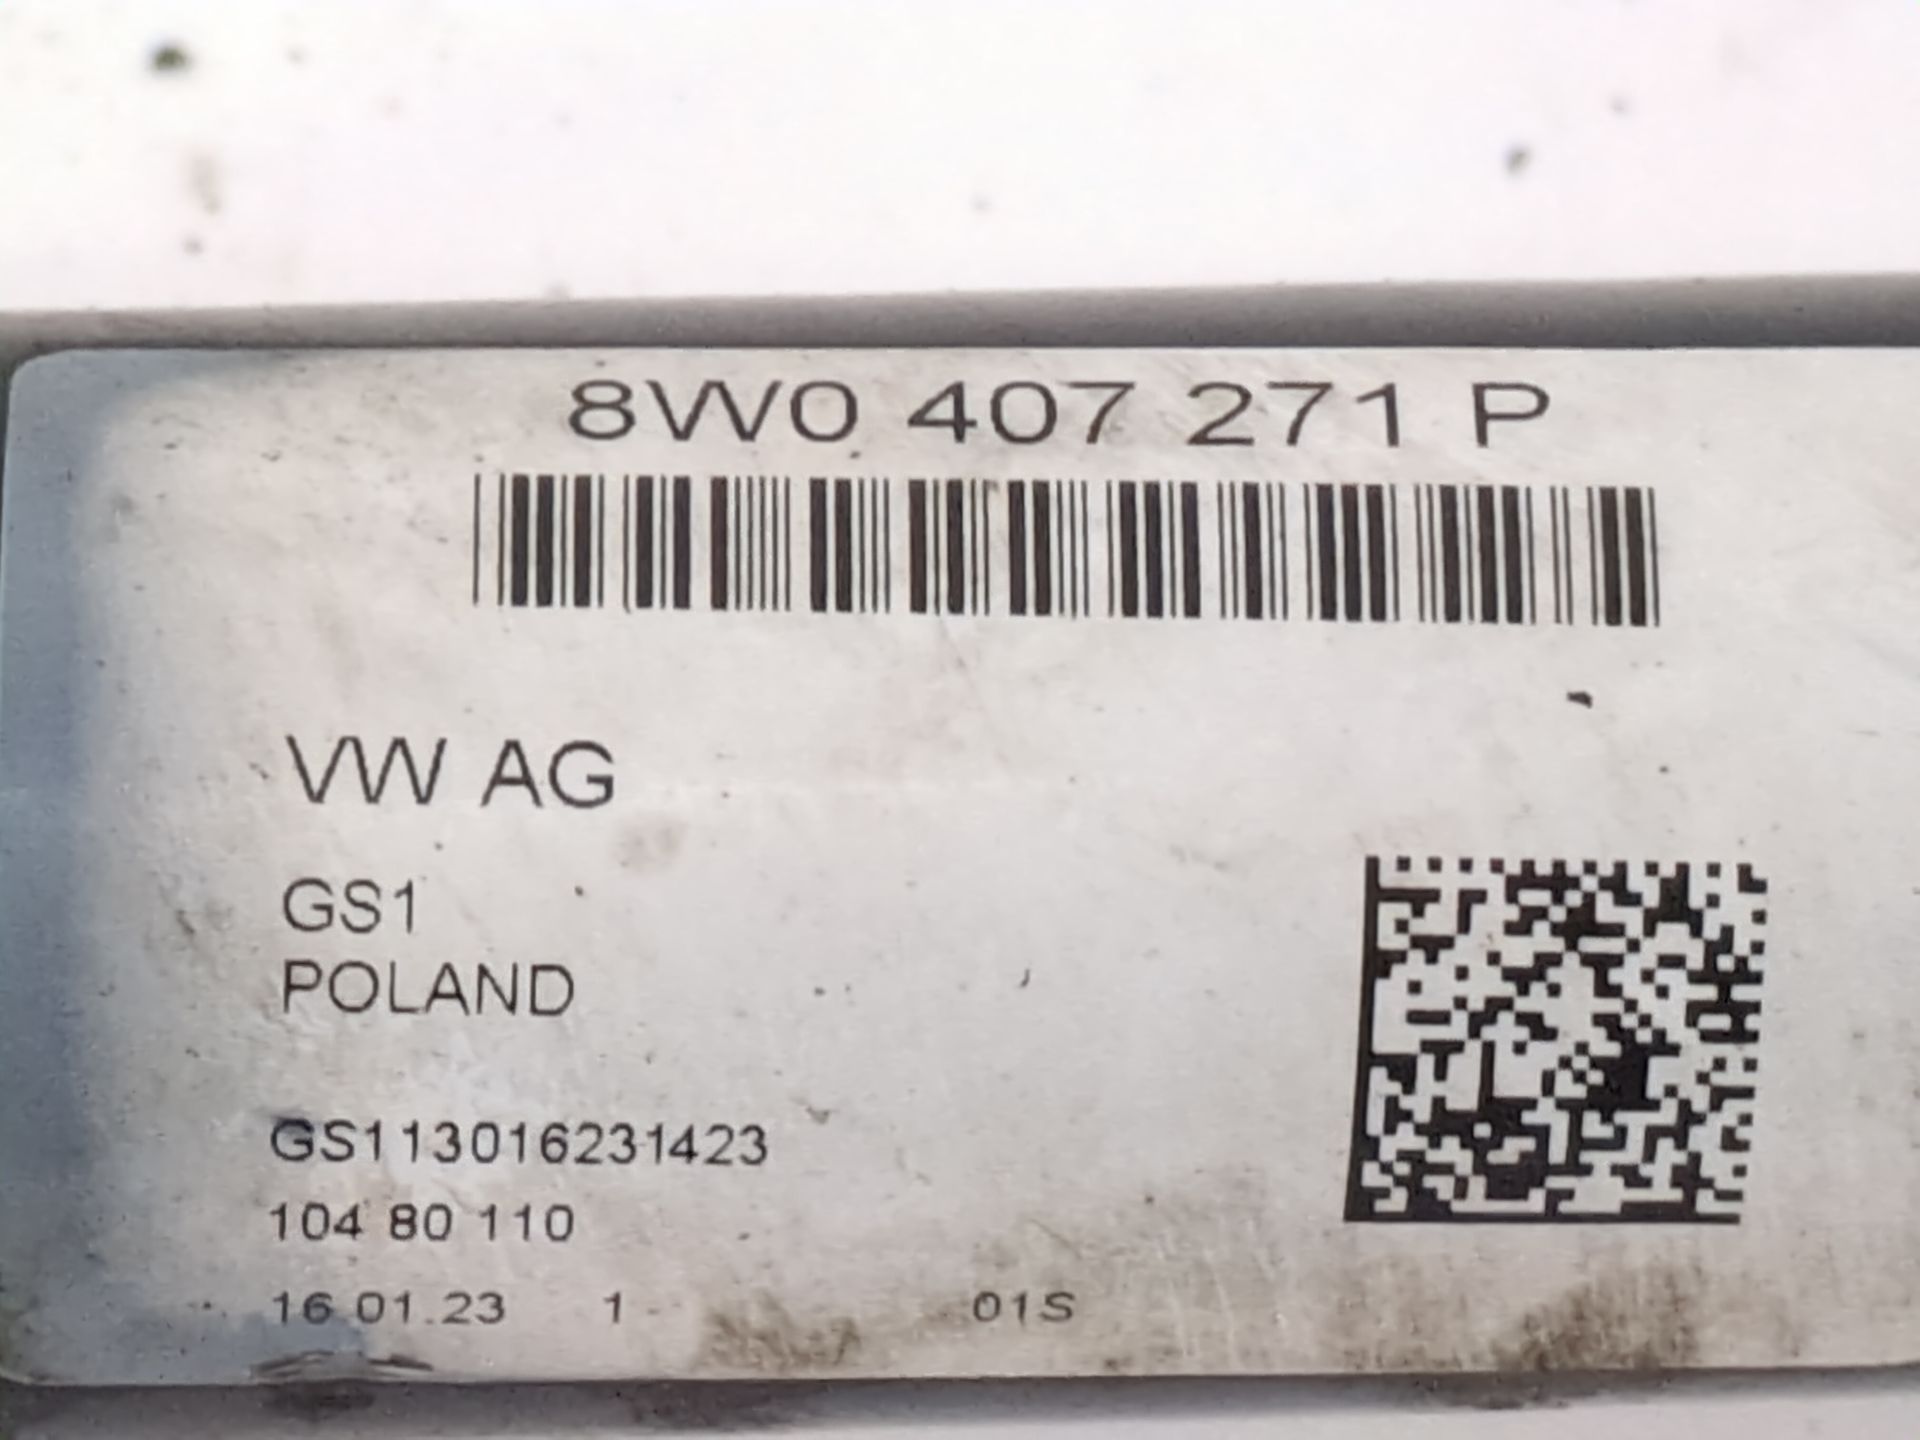 8W0 407 271 P
VW AG
GS1
POLAND
GS113016231423
104 80 110
16 01.23 1 01S